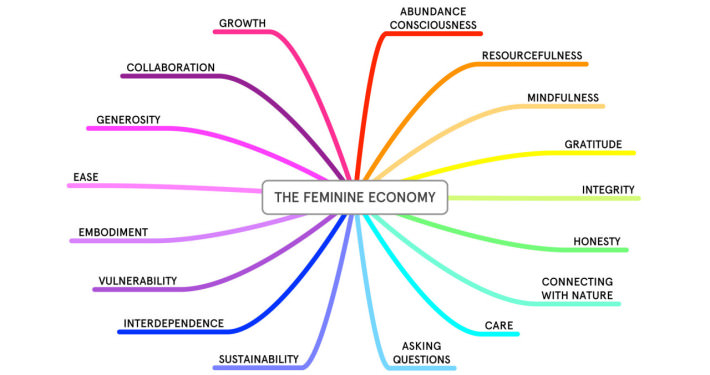 GROWTH
ABUNDANCE
CONSCIOUSNESS
RESOURCEFULNESS
COLLABORATION
MINDFULNESS
GENEROSITY
GRATITUDE
EASE
THE FEMININE ECONOMY
INTEGRITY
EMBODIMENT
HONESTY
VULNERABILITY
CONNECTING
WITH NATURE
INTERDEPENDENCE
CARE
SUSTAINABILITY
ASKING
QUESTIONS